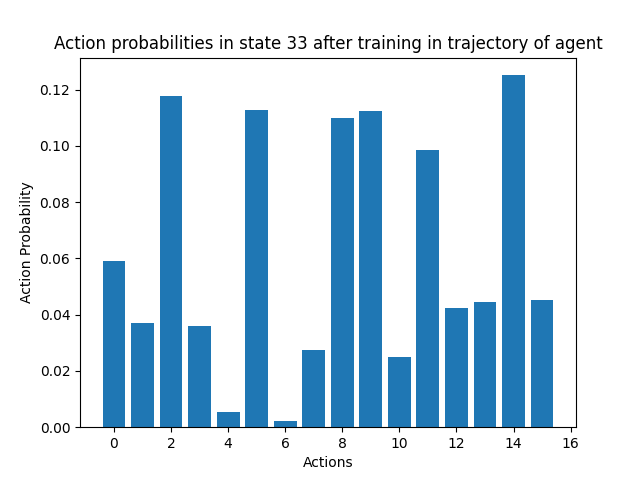 Action probabilities in state 33 after training in trajectory of agent
0.12
0.10
0.08
0.06
0.04
0.02
0.00
Action Probability
0 2 4 6 8 10 12 14 16
Actions